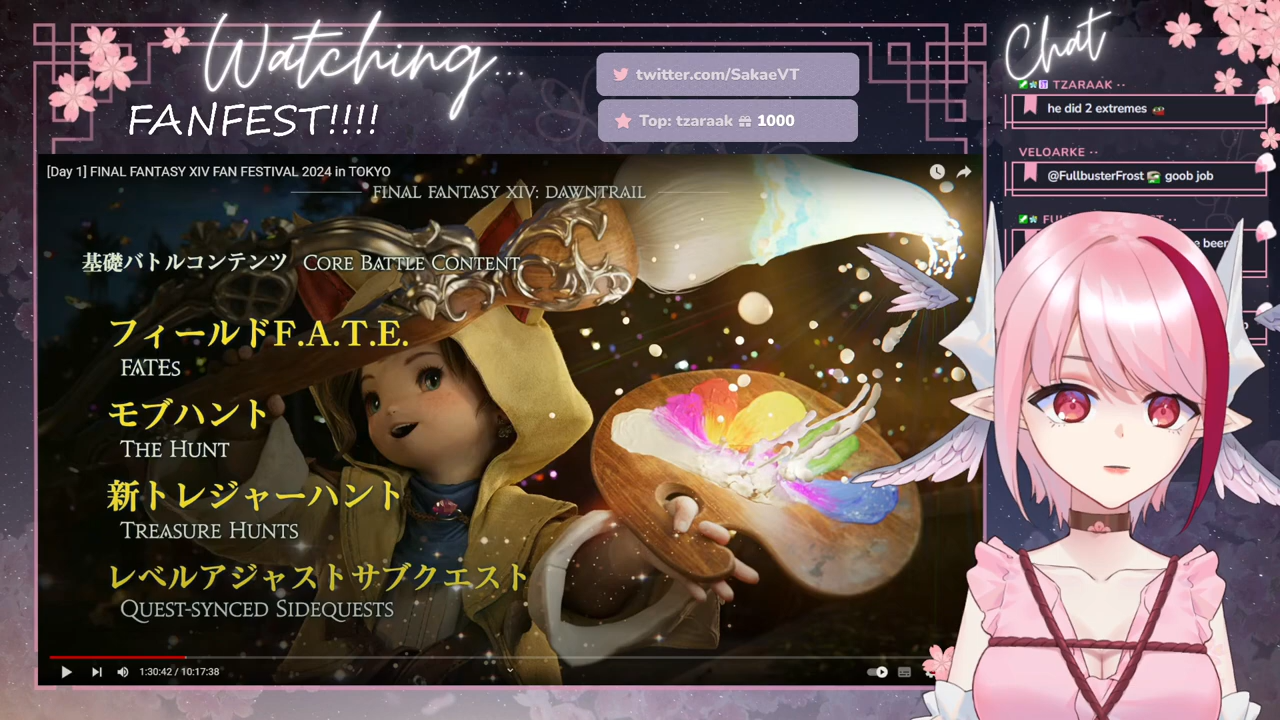 Watching...
FANFEST!!!!
twitter.com/SakaeVT
Top: tzaraak 1000
[Day 1] FINAL FANTASY XIV FAN FESTIVAL 2024 in TOKYO
FINAL FANTASY XIV: DAWNTRAIL
基礎バトルコンテンツ CORE BATTLE CONTENT
フィールドF.A.T.E.
FATES
モブハント
THE HUNT
新トレジャーハント
TREASURE HUNTS
レベルアジャストサブクエスト
QUEST-SYNCED SIDEQUESTS
1:30:42 / 10:17:38
Chat
TZARAAK
he did 2 extremes
VELOARKE
@FullbusterFrost goob job